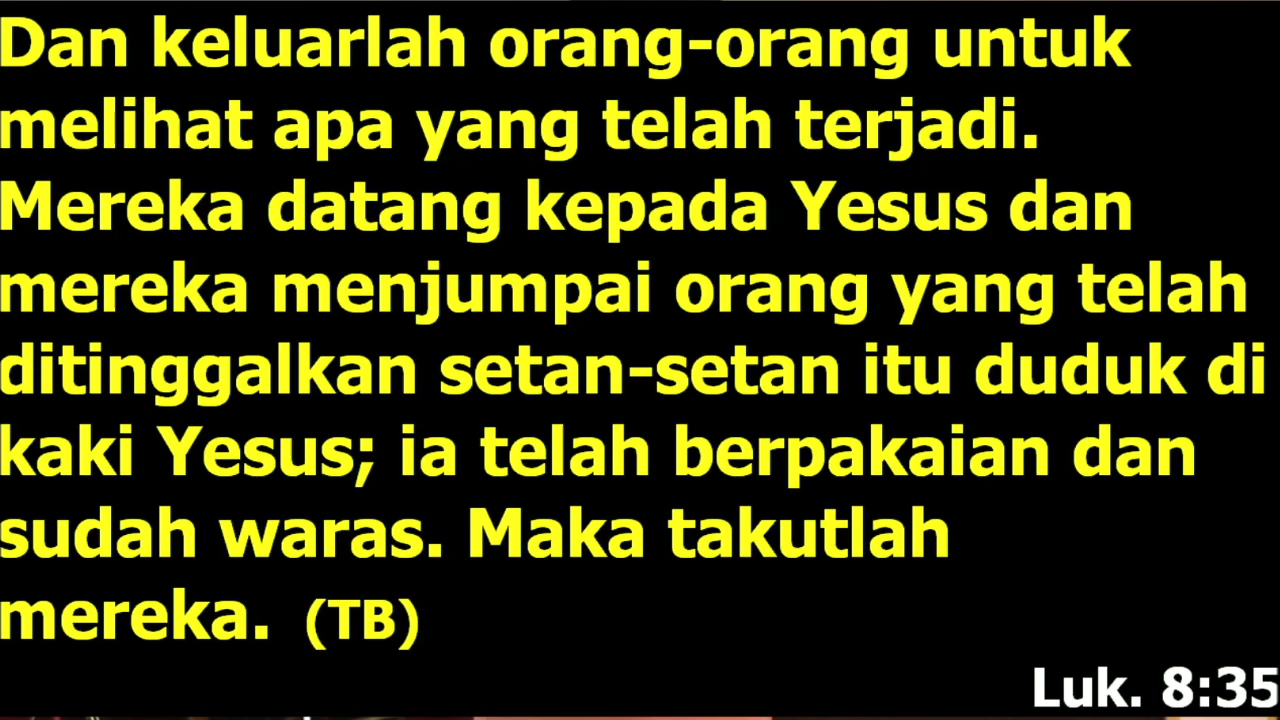 Dan keluarlah orang-orang untuk
melihat apa yang telah terjadi.
Mereka datang kepada Yesus dan
mereka menjumpai orang yang telah
ditinggalkan setan-setan itu duduk di
kaki Yesus; ia telah berpakaian dan
sudah waras. Maka takutlah
mereka. (TB)
Luk. 8:35